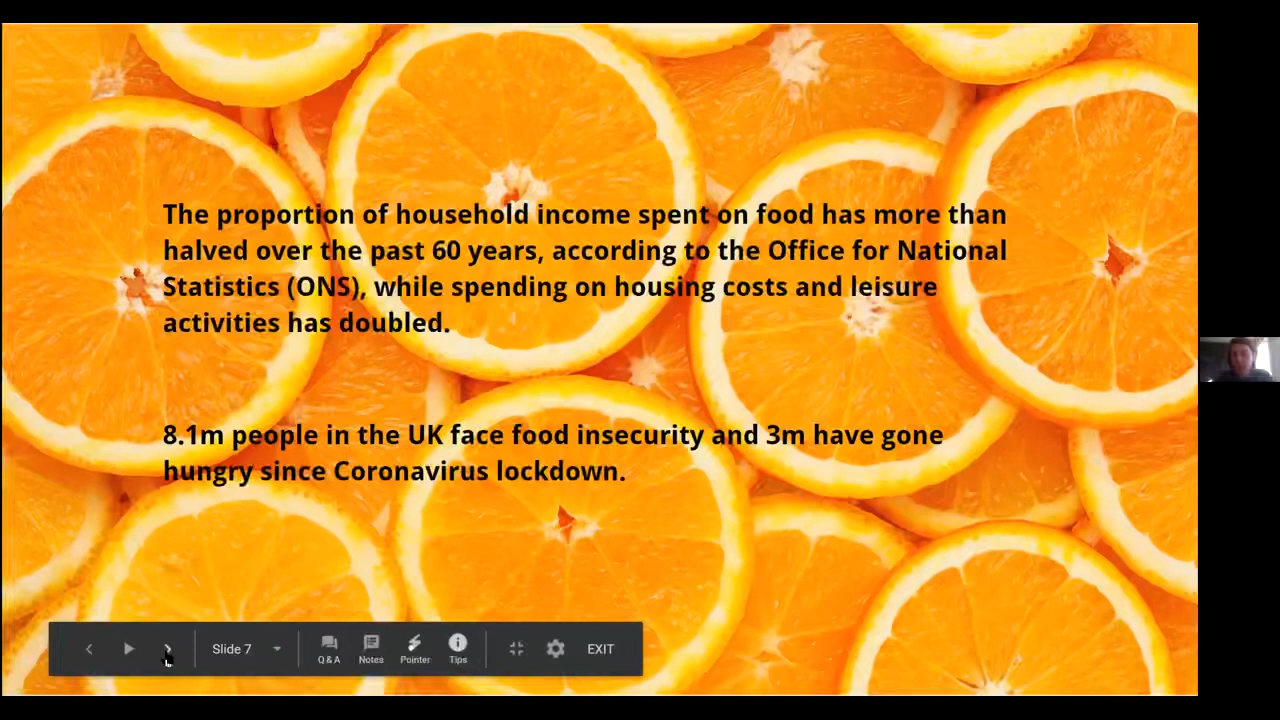 The proportion of household income spent on food has more than
halved over the past 60 years, according to the Office for National
Statistics (ONS), while spending on housing costs and leisure
activities has doubled.
8.1m people in the UK face food insecurity and 3m have gone
hungry since Coronavirus lockdown.
Slide 7
Q & A
Notes
Pointer
Tips
EXIT